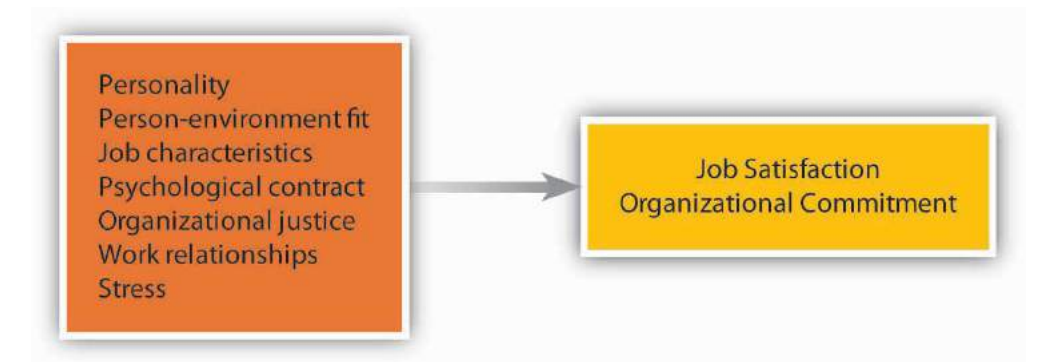 Personality
Person-environment fit
Job characteristics
Psychological contract
Organizational justice
Work relationships
Stress
Job Satisfaction
Organizational Commitment